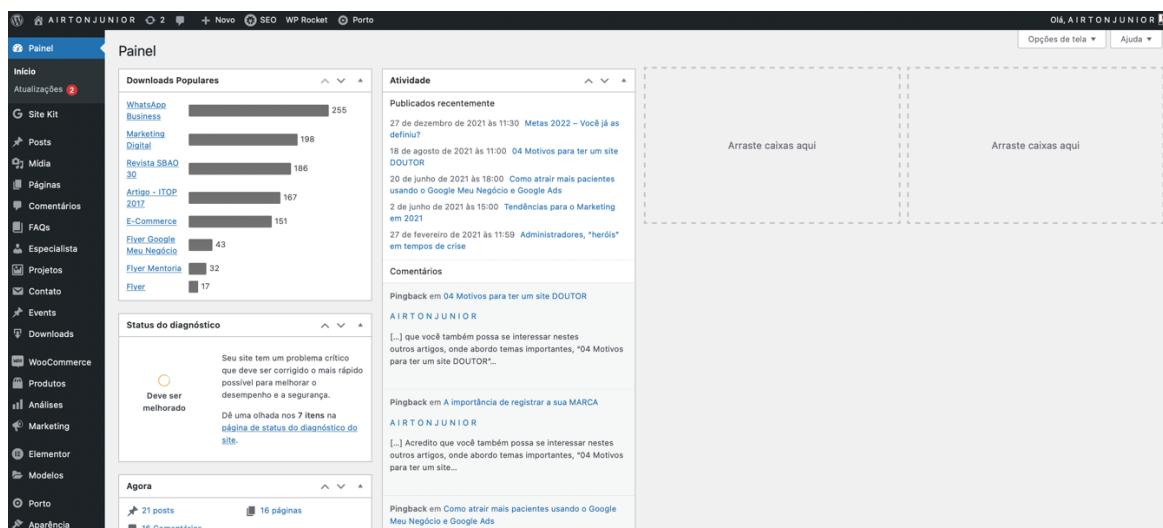 AIRTONJUNIOR 2 + Novo SEO WP Rocket Porto
Olá, AIRTONJUNIOR
Opções de tela ▼ Ajuda ▼
Painel
Início
Atualizações 2
Site Kit
Posts
Mídia
Páginas
Comentários
FAQs
Especialista
Projetos
Contato
Events
Downloads
WooCommerce
Produtos
Análises
Marketing
Elementor
Modelos
Porto
Aparência
Painel
Downloads Populares
WhatsApp
Business
255
Marketing
Digital
198
Revista SBAO
30
186
Artigo - ITOP
2017
167
E-Commerce
151
Flyer Google
Meu Negócio
43
Flyer Mentoria
32
Flyer
17
Status do diagnóstico
Deve ser
melhorado
Seu site tem um problema crítico
que deve ser corrigido o mais rápido
possível para melhorar o
desempenho e a segurança.
Dê uma olhada nos 7 itens na
página de status do diagnóstico do
site.
Agora
21 posts 16 páginas
16 Comentários
Atividade
Publicados recentemente
27 de dezembro de 2021 às 11:30 Metas 2022 – Você já as
definiu?
18 de agosto de 2021 às 11:00 04 Motivos para ter um site
DOUTOR
20 de junho de 2021 às 18:00 Como atrair mais pacientes
usando o Google Meu Negócio e Google Ads
2 de junho de 2021 às 15:00 Tendências para o Marketing
em 2021
27 de fevereiro de 2021 às 11:59 Administradores, "heróis"
em tempos de crise
Comentários
Pingback em 04 Motivos para ter um site DOUTOR
AIRTONJUNIOR
[...] que você também possa se interessar nestes
outros artigos, onde abordo temas importantes, "04 Motivos
para ter um site DOUTOR"...
Pingback em A importância de registrar a sua MARCA
AIRTONJUNIOR
[...] Acredito que você também possa se interessar nestes
outros artigos, onde abordo temas importantes, "04 Motivos
para ter um site...
Pingback em Como atrair mais pacientes usando o Google
Meu Negócio e Google Ads
Arraste caixas aqui
Arraste caixas aqui